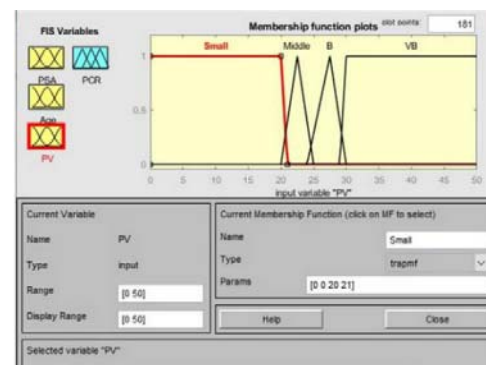 FIS Variables
Membership function plots plot points: 181
PSA PCR
Age
PV
Small Middle B VB
1
0.5
0
0 5 10 15 20 25 30 35 40 45 50
input variable "PV"
Current Variable
Name PV
Type input
Range [0 50]
Display Range [0 50]
Current Membership Function (click on MF to select)
Name Small
Type trapmf
Params [0 0 20 21]
Help Close
Selected variable "PV"